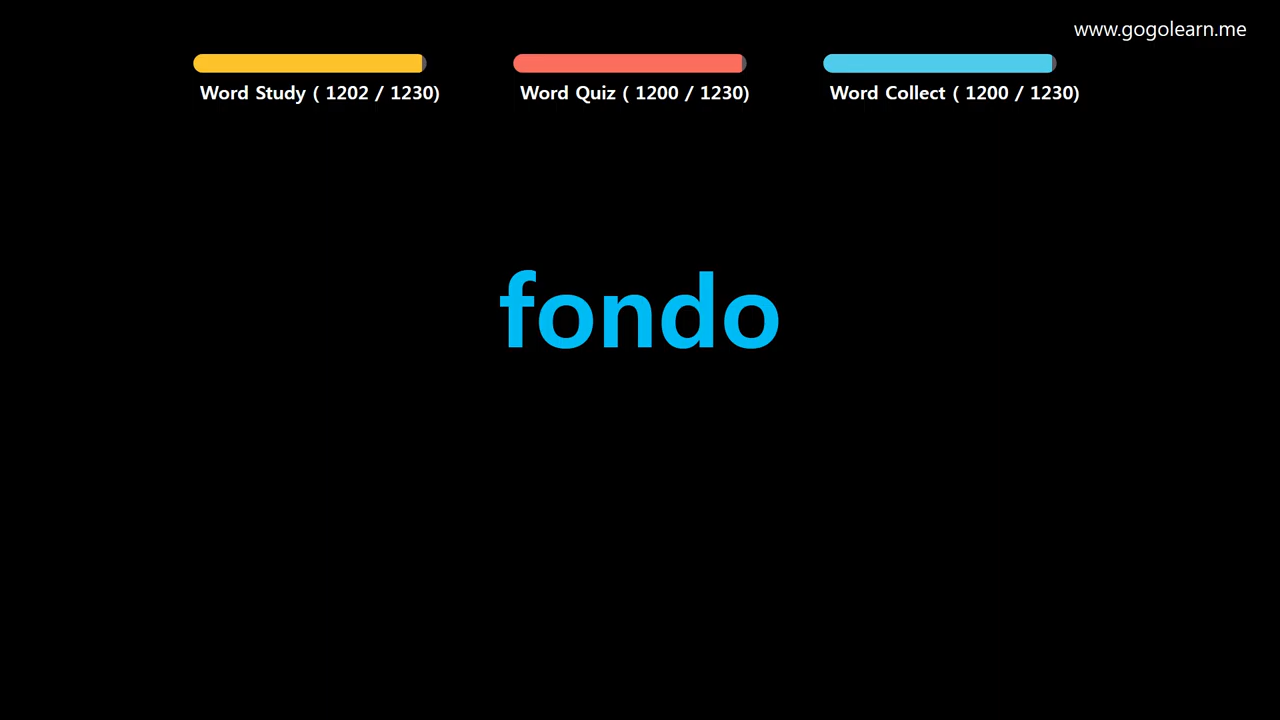 www.gogolearn.me
Word Study ( 1202 / 1230)
Word Quiz ( 1200 / 1230)
Word Collect ( 1200 / 1230)
fondo